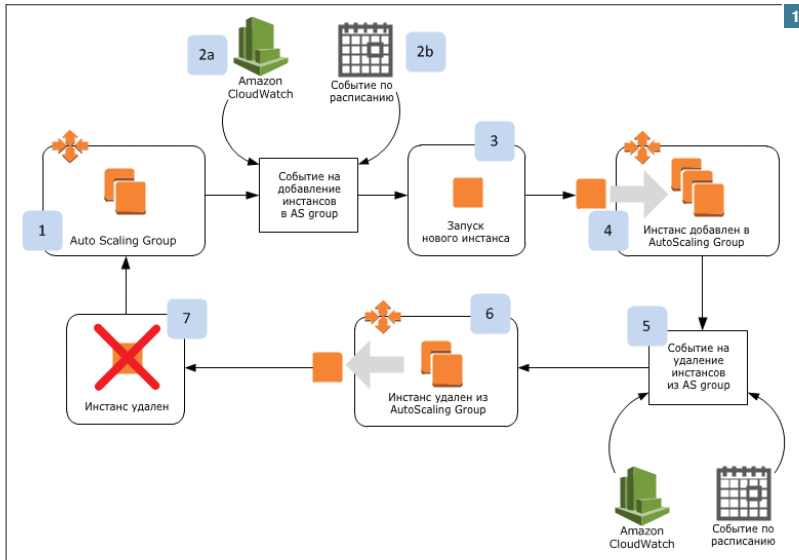 1
2a
Amazon
CloudWatch
2b
Событие по
расписанию
1
Auto Scaling Group
Событие на
добавление
инстансов
в AS group
3
Запуск
нового инстанса
4
Инстанс добавлен в
AutoScaling Group
5
Событие на
удаление
инстансов
из AS group
6
Инстанс удален из
AutoScaling Group
7
Инстанс удален
Amazon
CloudWatch
Событие по
расписанию